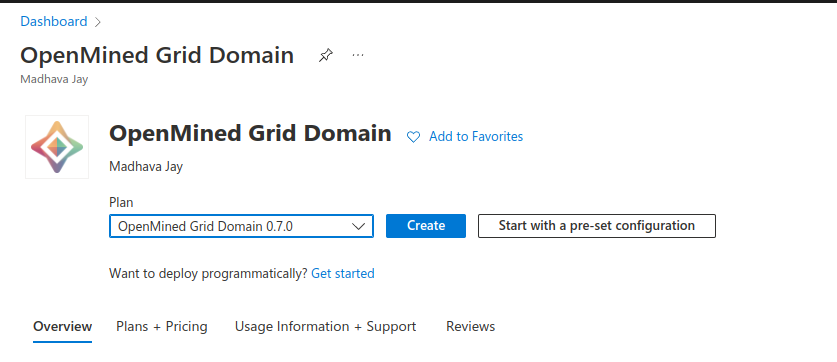 Dashboard >
OpenMined Grid Domain ...
Madhava Jay
OpenMined Grid Domain Add to Favorites
Madhava Jay
Plan
OpenMined Grid Domain 0.7.0 Create Start with a pre-set configuration
Want to deploy programmatically? Get started
Overview Plans + Pricing Usage Information + Support Reviews